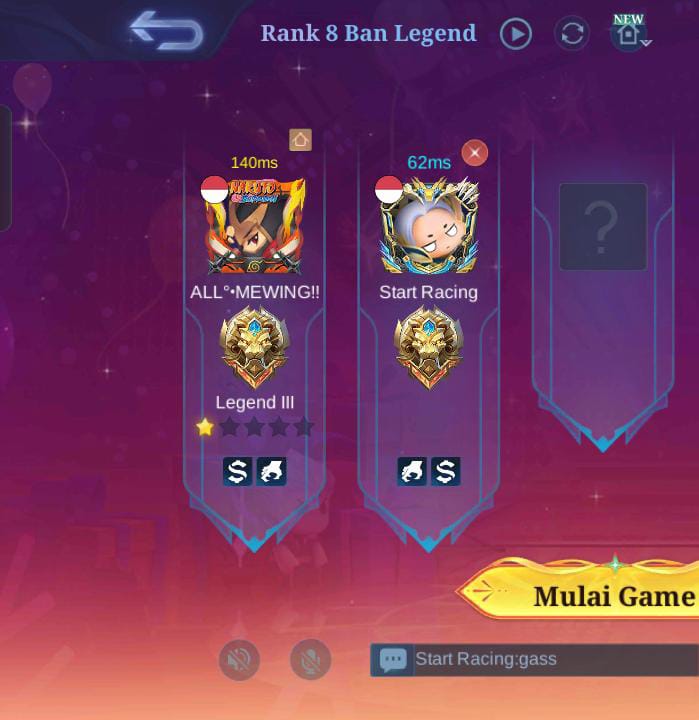 Rank 8 Ban Legend
NEW
140ms
62ms
NARUTO
ALL°•MEWING!!
Start Racing
?
Legend III
Mulai Game
Start Racing:gass